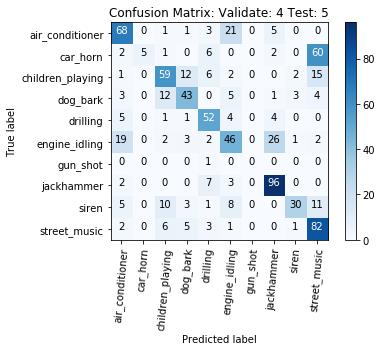 Confusion Matrix: Validate: 4 Test: 5
True label
air_conditioner 68 0 1 1 3 21 0 5 0 0
car_horn 2 5 1 0 6 0 0 2 0 60
children_playing 1 0 59 12 6 2 0 0 2 15
dog_bark 3 0 12 43 0 5 0 1 3 4
drilling 5 0 1 1 52 4 0 4 0 0
engine_idling 19 0 2 3 2 46 0 26 1 2
gun_shot 0 0 0 0 1 0 0 0 0 0
jackhammer 2 0 0 0 7 3 0 96 0 0
siren 5 0 10 3 1 8 0 0 30 11
street_music 2 0 6 5 3 1 0 0 1 82
air_conditioner car_horn children_playing dog_bark drilling engine_idling gun_shot jackhammer siren street_music
Predicted label
80
60
40
20
0